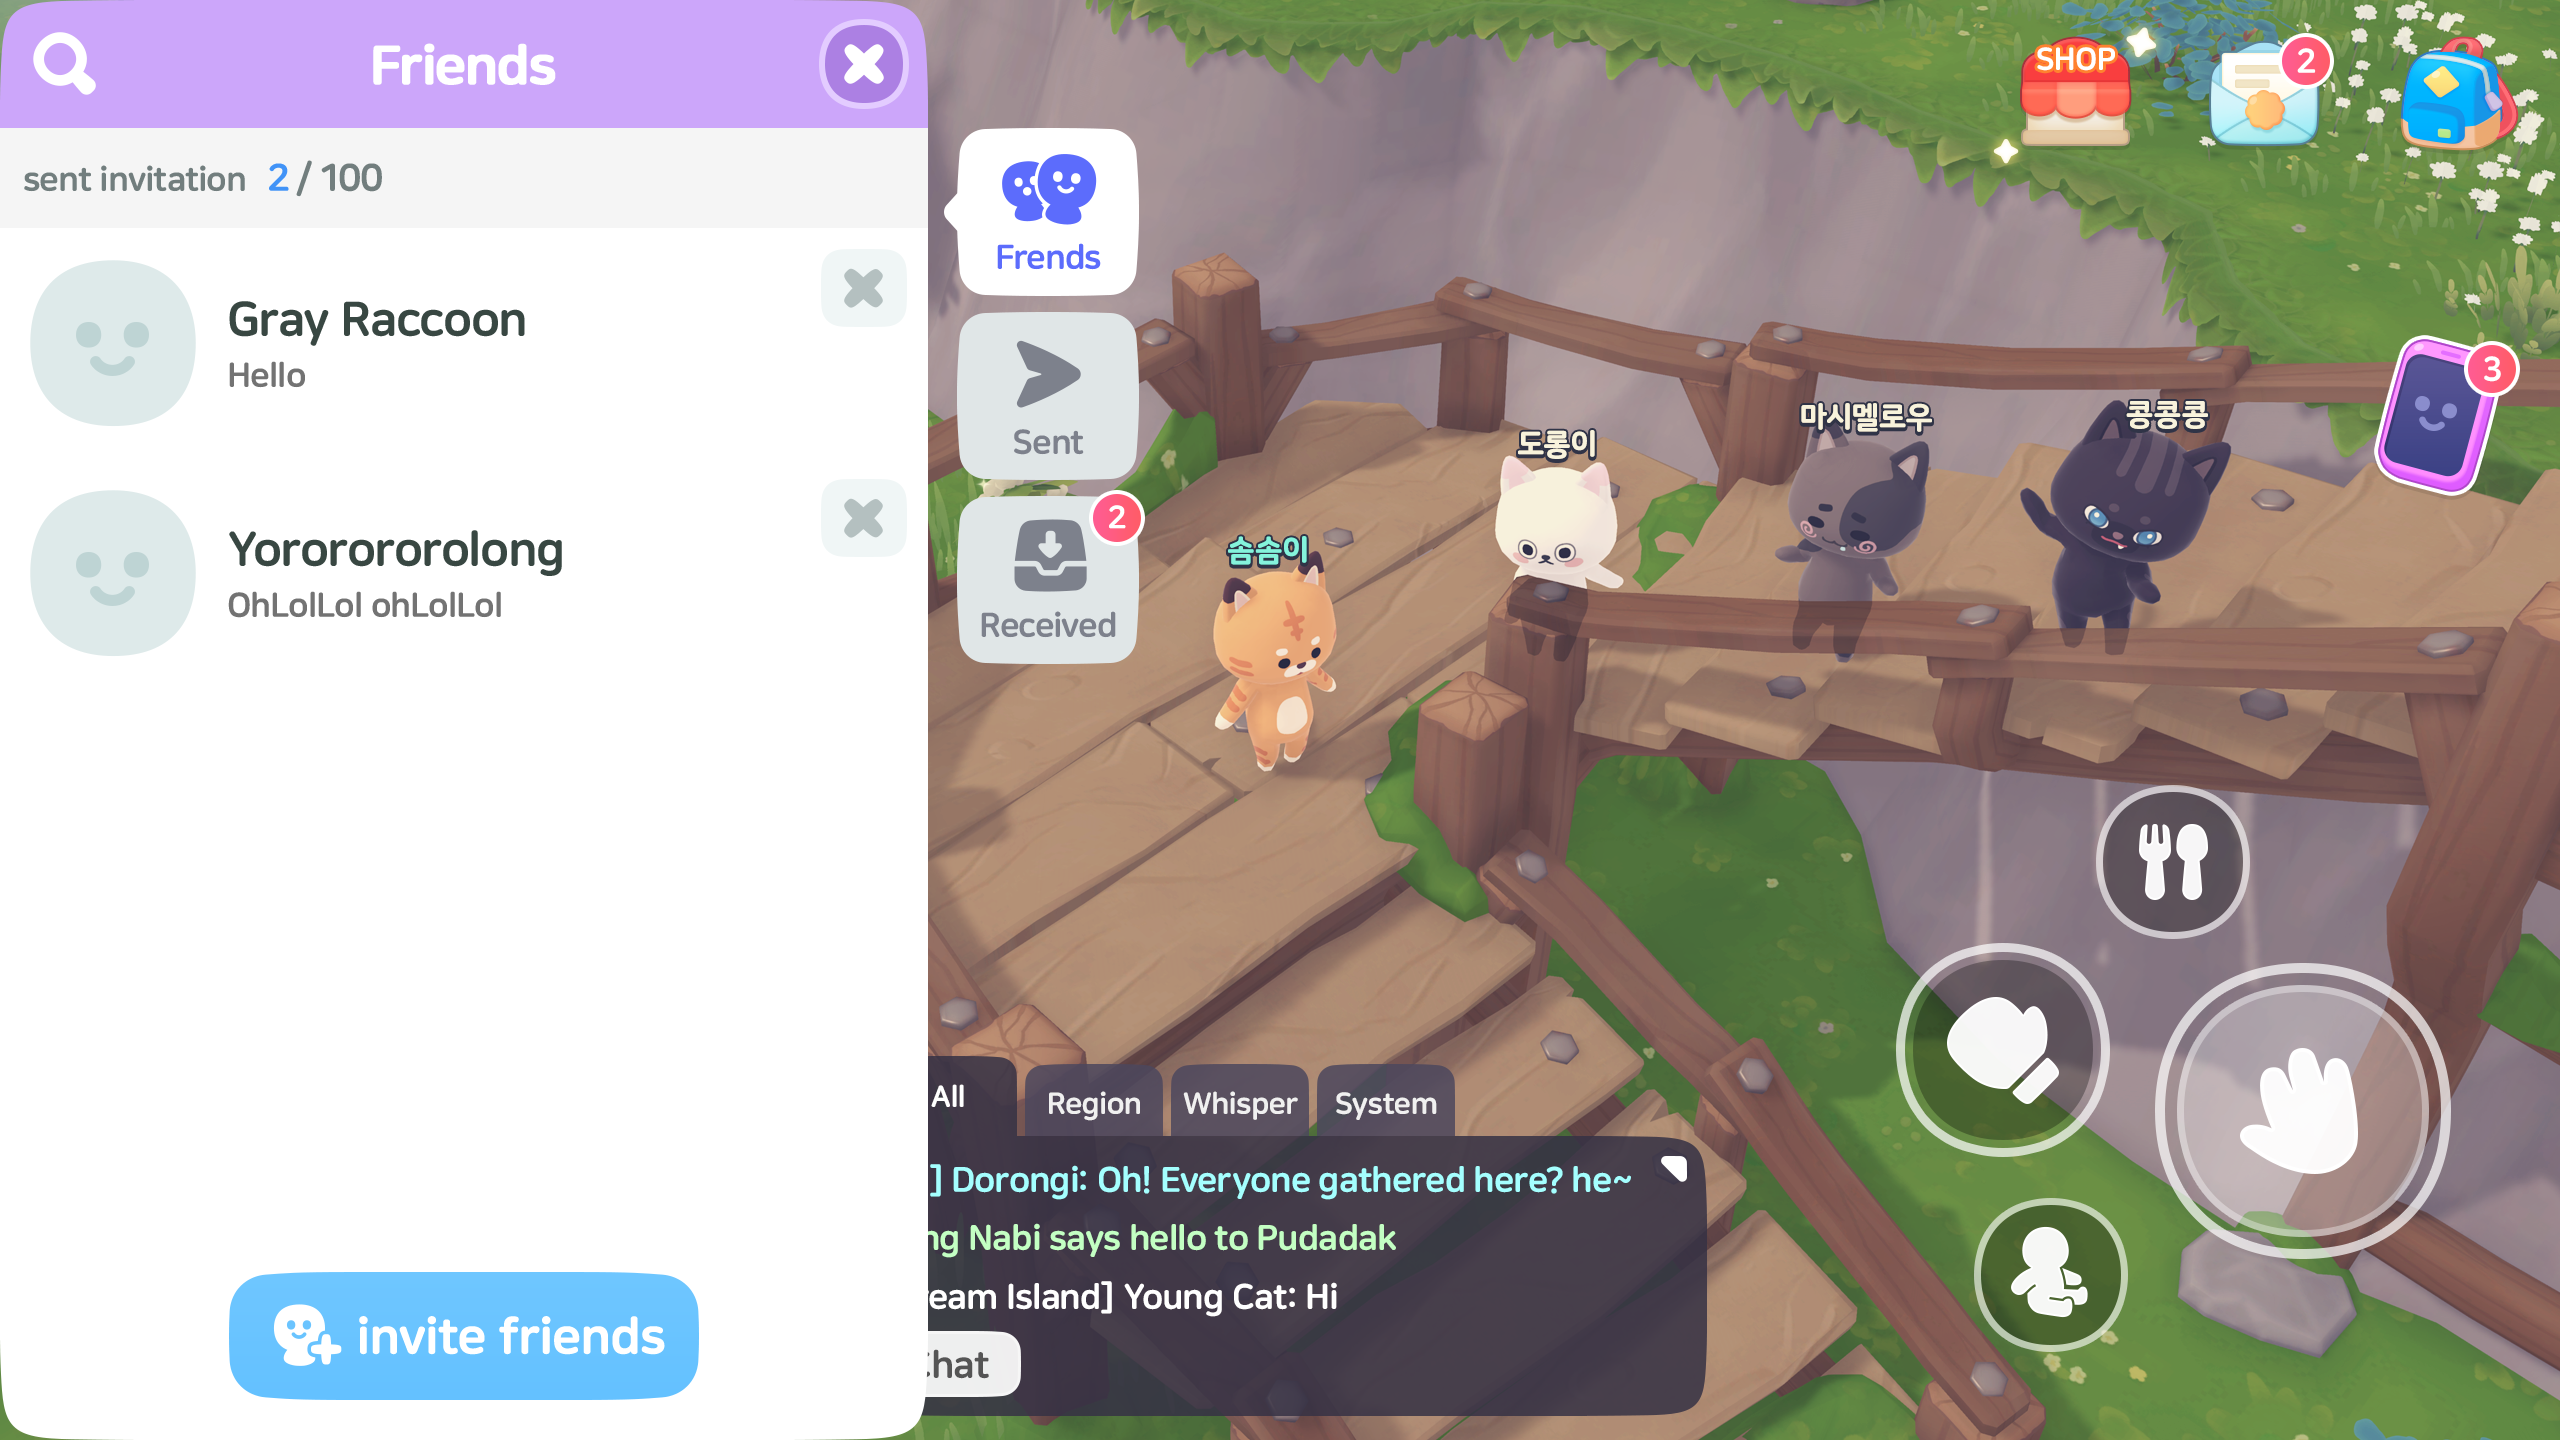 Friends
sent invitation 2 / 100
Gray Raccoon
Hello
Yororororolong
OhLolLol ohLolLol
invite friends
Frends
Sent
Received
2
SHOP
2
3
솜솜이
도롱이
마시멜로우
콩콩콩
All
Region
Whisper
System
] Dorongi: Oh! Everyone gathered here? he~
ng Nabi says hello to Pudadak
ream Island] Young Cat: Hi
Chat